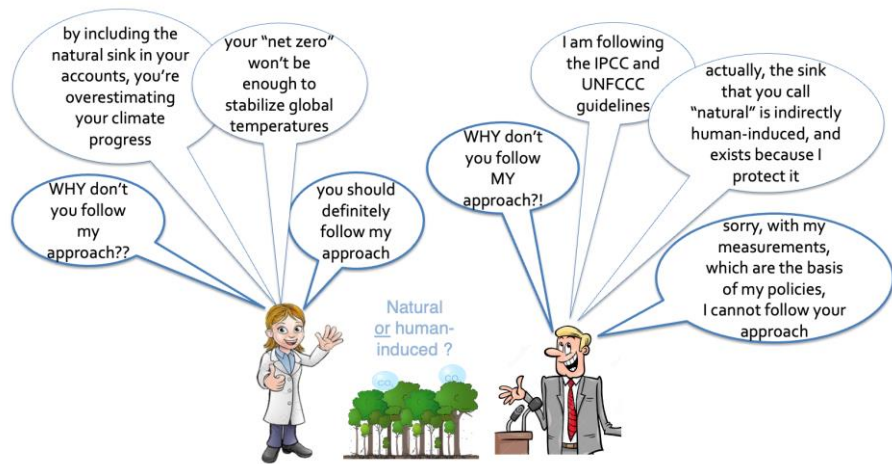 by including the
natural sink in your
accounts, you're
overestimating
your climate
progress
your "net zero"
won't be
enough to
stabilize global
temperatures
WHY don't
you follow
my
approach??
you should
definitely
follow my
approach
Natural
or human-
induced ?
CO
CO
I am following
the IPCC and
UNFCCC
guidelines
actually, the sink
that you call
"natural" is indirectly
human-induced, and
exists because I
protect it
WHY don't
you follow
MY
approach?!
sorry, with my
measurements,
which are the basis
of my policies,
I cannot follow your
approach